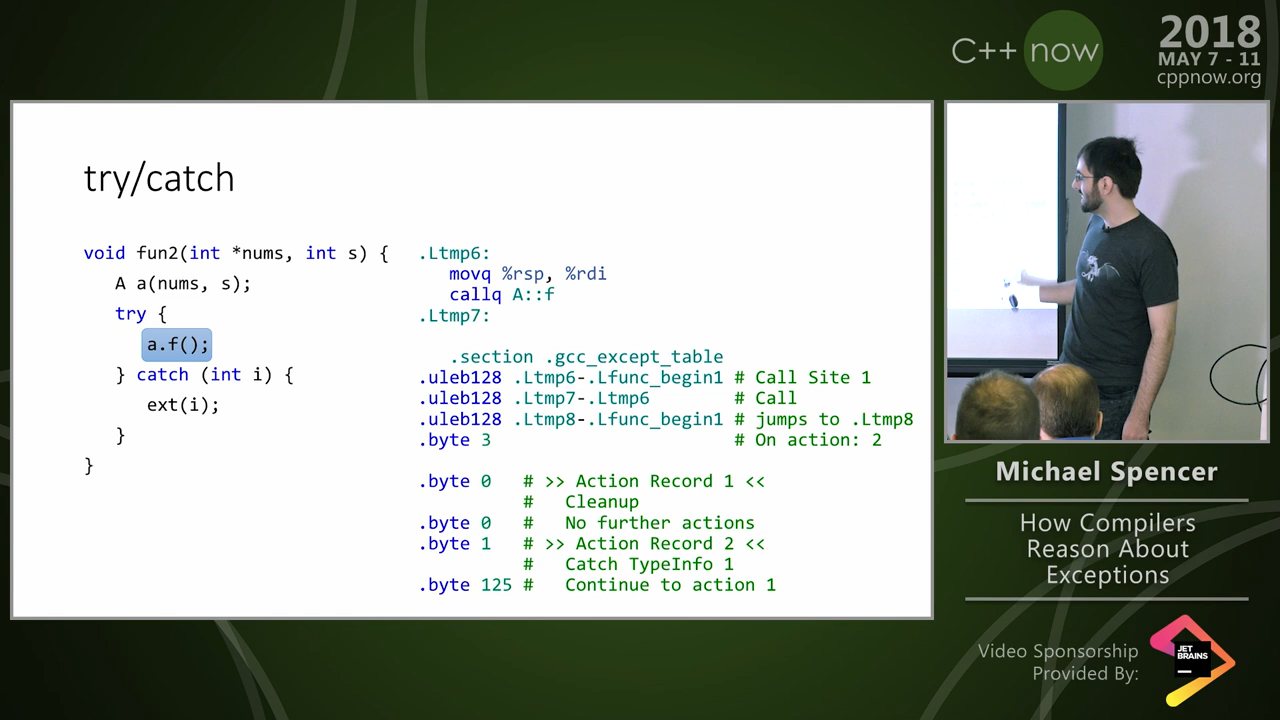 C++ now
2018
MAY 7 - 11
cppnow.org
try/catch
void fun2(int *nums, int s) {
A a(nums, s);
try {
a.f();
} catch (int i) {
ext(i);
}
}
.Ltmp6:
movq %rsp, %rdi
callq A::f
.Ltmp7:
.section .gcc_except_table
.uleb128 .Ltmp6-.Lfunc_begin1 # Call Site 1
.uleb128 .Ltmp7-.Ltmp6 # Call
.uleb128 .Ltmp8-.Lfunc_begin1 # jumps to .Ltmp8
.byte 3 # On action: 2
.byte 0 # >> Action Record 1 <<
# Cleanup
.byte 0 # No further actions
.byte 1 # >> Action Record 2 <<
# Catch TypeInfo 1
.byte 125 # Continue to action 1
Michael Spencer
How Compilers
Reason About
Exceptions
Video Sponsorship
Provided By:
JET
BRAINS